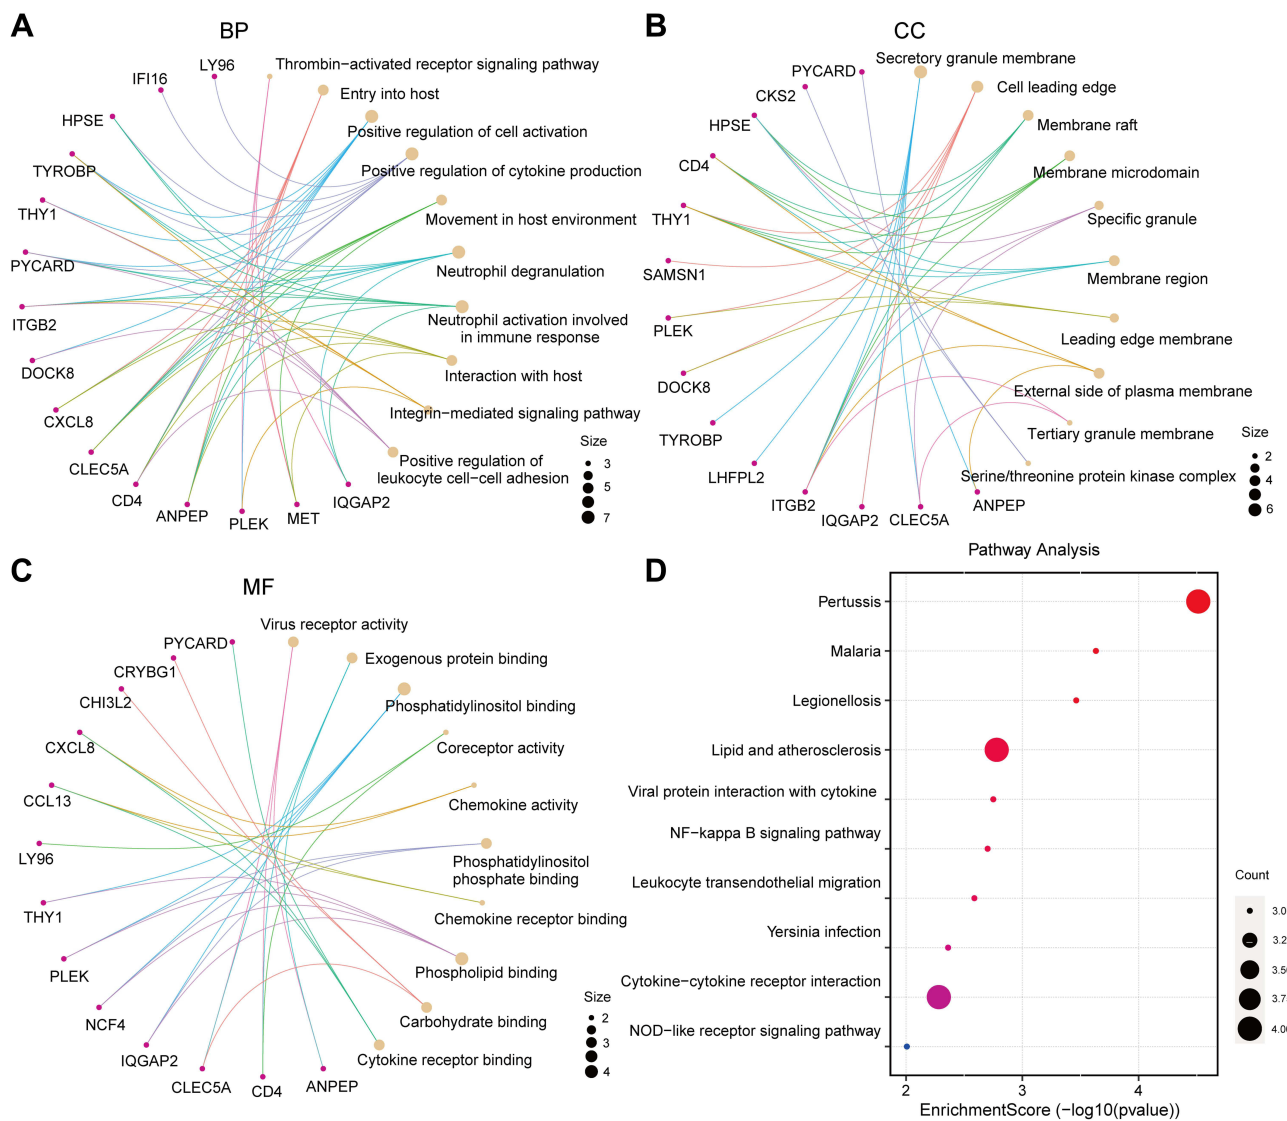 A
BP
LY96
IFI16
HPSE
TYROBP
THY1
PYCARD
ITGB2
DOCK8
CXCL8
CLEC5A
CD4
ANPEP
PLEK
MET
IQGAP2
Thrombin−activated receptor signaling pathway
Entry into host
Positive regulation of cell activation
Positive regulation of cytokine production
Movement in host environment
Neutrophil degranulation
Neutrophil activation involved
in immune response
Interaction with host
Integrin−mediated signaling pathway
Positive regulation of
leukocyte cell−cell adhesion
Size
3
5
7
B
CC
PYCARD
CKS2
HPSE
CD4
THY1
SAMSN1
PLEK
DOCK8
TYROBP
LHFPL2
ITGB2
IQGAP2
CLEC5A
ANPEP
Secretory granule membrane
Cell leading edge
Membrane raft
Membrane microdomain
Specific granule
Membrane region
Leading edge membrane
External side of plasma membrane
Tertiary granule membrane
Serine/threonine protein kinase complex
Size
2
4
6
C
MF
PYCARD
CRYBG1
CHI3L2
CXCL8
CCL13
LY96
THY1
PLEK
NCF4
IQGAP2
CLEC5A
CD4
ANPEP
Virus receptor activity
Exogenous protein binding
Phosphatidylinositol binding
Coreceptor activity
Chemokine activity
Phosphatidylinositol
phosphate binding
Chemokine receptor binding
Phospholipid binding
Carbohydrate binding
Cytokine receptor binding
Size
2
3
4
D
Pathway Analysis
Pertussis
Malaria
Legionellosis
Lipid and atherosclerosis
Viral protein interaction with cytokine
NF−kappa B signaling pathway
Leukocyte transendothelial migration
Yersinia infection
Cytokine−cytokine receptor interaction
NOD−like receptor signaling pathway
2
3
4
EnrichmentScore (−log10(pvalue))
Count
3.0
3.2
3.5
3.7
4.0